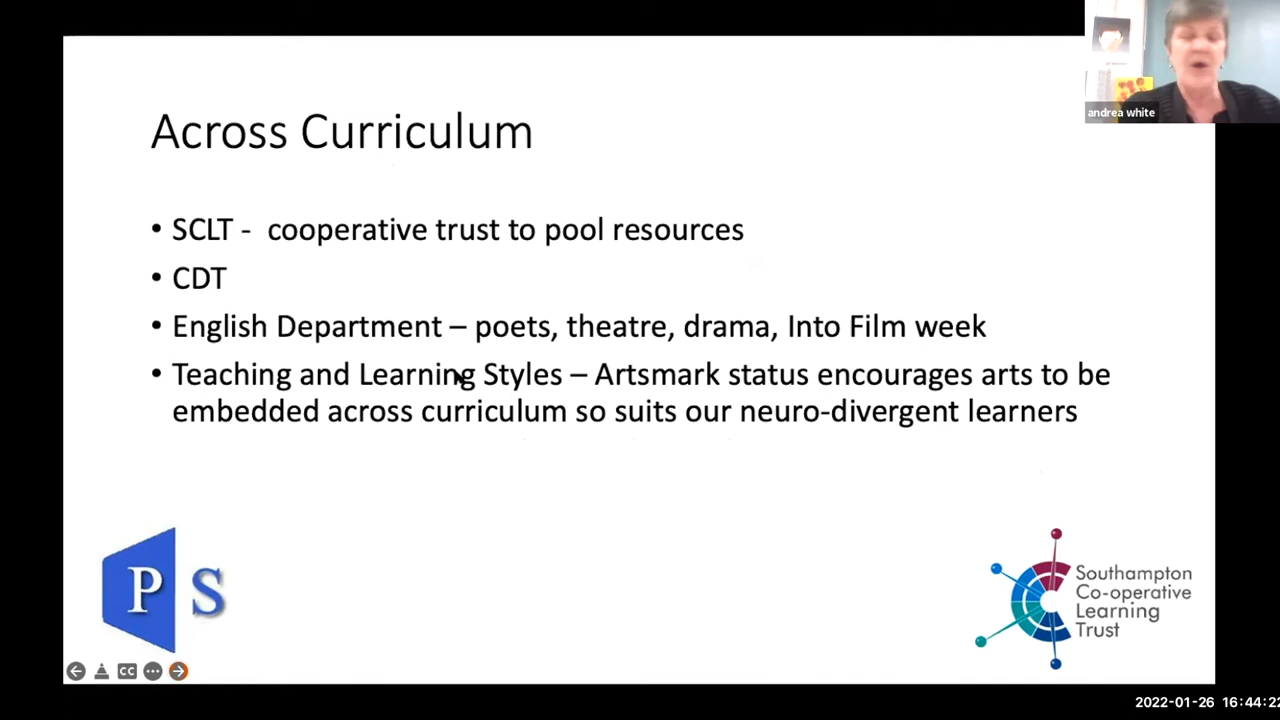 andrea white
Across Curriculum
• SCLT - cooperative trust to pool resources
• CDT
• English Department – poets, theatre, drama, Into Film week
• Teaching and Learning Styles – Artsmark status encourages arts to be
embedded across curriculum so suits our neuro-divergent learners
P S
Southampton
Co-operative
Learning
Trust
CC
2022-01-26 16:44:22